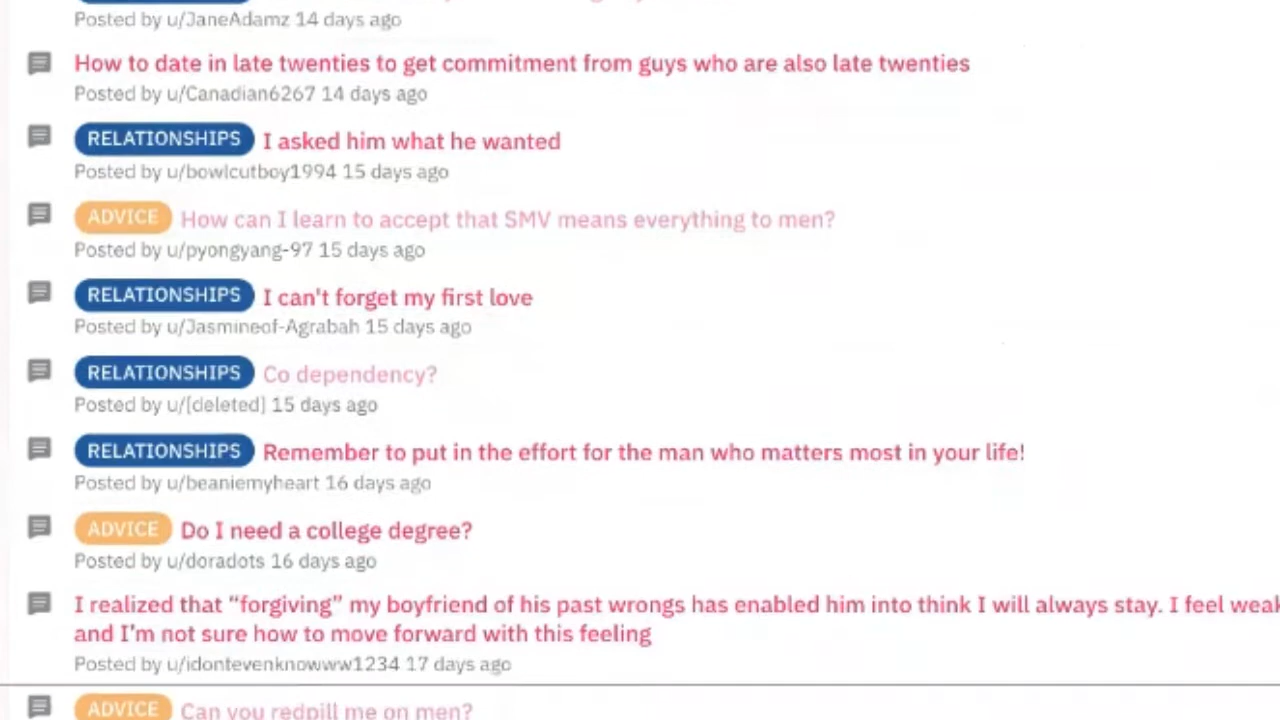 Posted by u/JaneAdamz 14 days ago
How to date in late twenties to get commitment from guys who are also late twenties
Posted by u/Canadian6267 14 days ago
RELATIONSHIPS I asked him what he wanted
Posted by u/bowlcutboy1994 15 days ago
ADVICE How can I learn to accept that SMV means everything to men?
Posted by u/pyongyang-97 15 days ago
RELATIONSHIPS I can't forget my first love
Posted by u/Jasmineof-Agrabah 15 days ago
RELATIONSHIPS Co dependency?
Posted by u/[deleted] 15 days ago
RELATIONSHIPS Remember to put in the effort for the man who matters most in your life!
Posted by u/beaniemyheart 16 days ago
ADVICE Do I need a college degree?
Posted by u/doradots 16 days ago
I realized that “forgiving” my boyfriend of his past wrongs has enabled him into think I will always stay. I feel weak
and I'm not sure how to move forward with this feeling
Posted by u/idontevenknowww1234 17 days ago
ADVICE Can you redpill me on men?